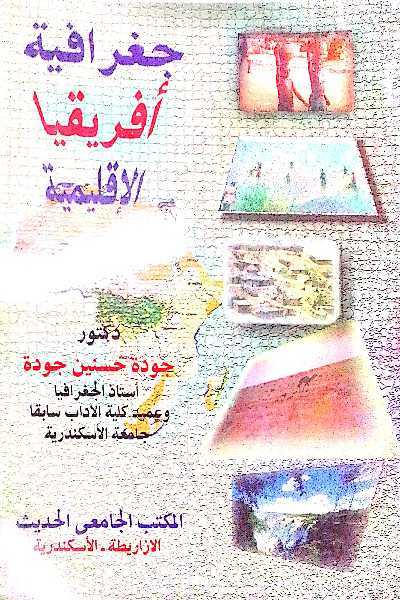 جغرافية
أفريقيا
الإقليمية
دكتور
جودة حسنين جودة
أستاذ الجغرافيا
وعميد كلية الآداب سابقا
جامعة الأسكندرية
المكتب الجامعى الحديث
الازاريطة - الأسكندرية